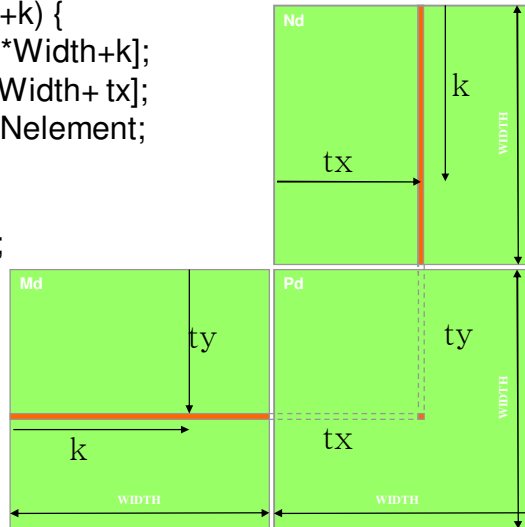 +k) {
*Width+k];
Width+ tx];
Nelement;
;
Nd
k
WIDTH
tx
Md
Pd
ty
ty
WIDTH
k
tx
WIDTH
WIDTH